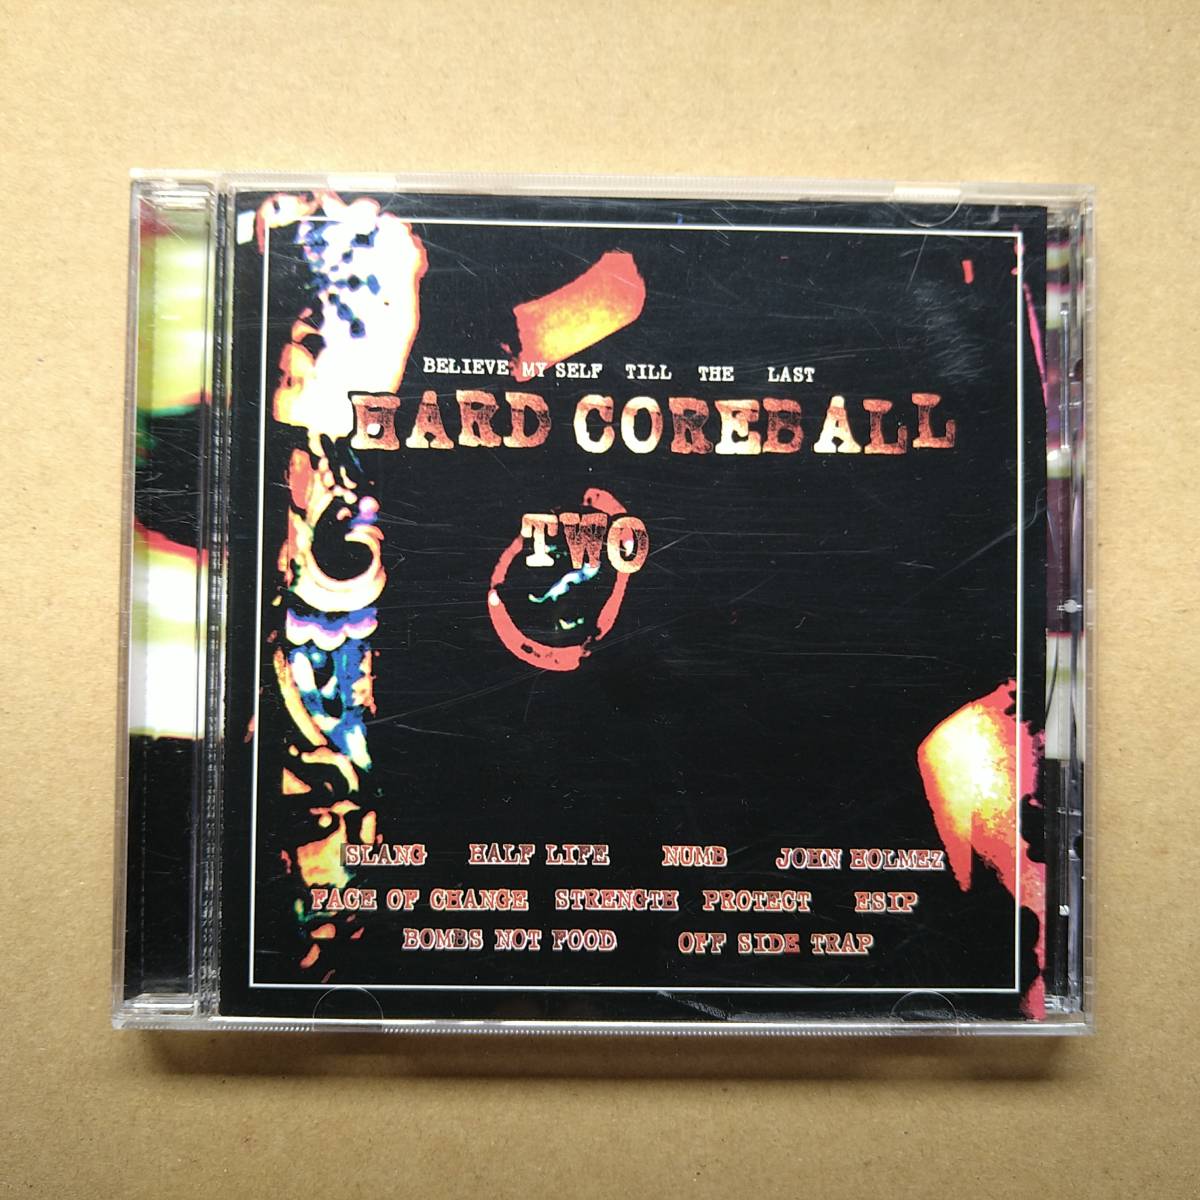 BELIEVE MY SELF TILL THE LAST
HARD COREBALL
TWO
SLANG HALF LIFE NUMB JOHN HOLMEZ
FACE OF CHANGE STRENGTH PROTECT ESIP
BOMBS NOT FOOD OFF SIDE TRAP